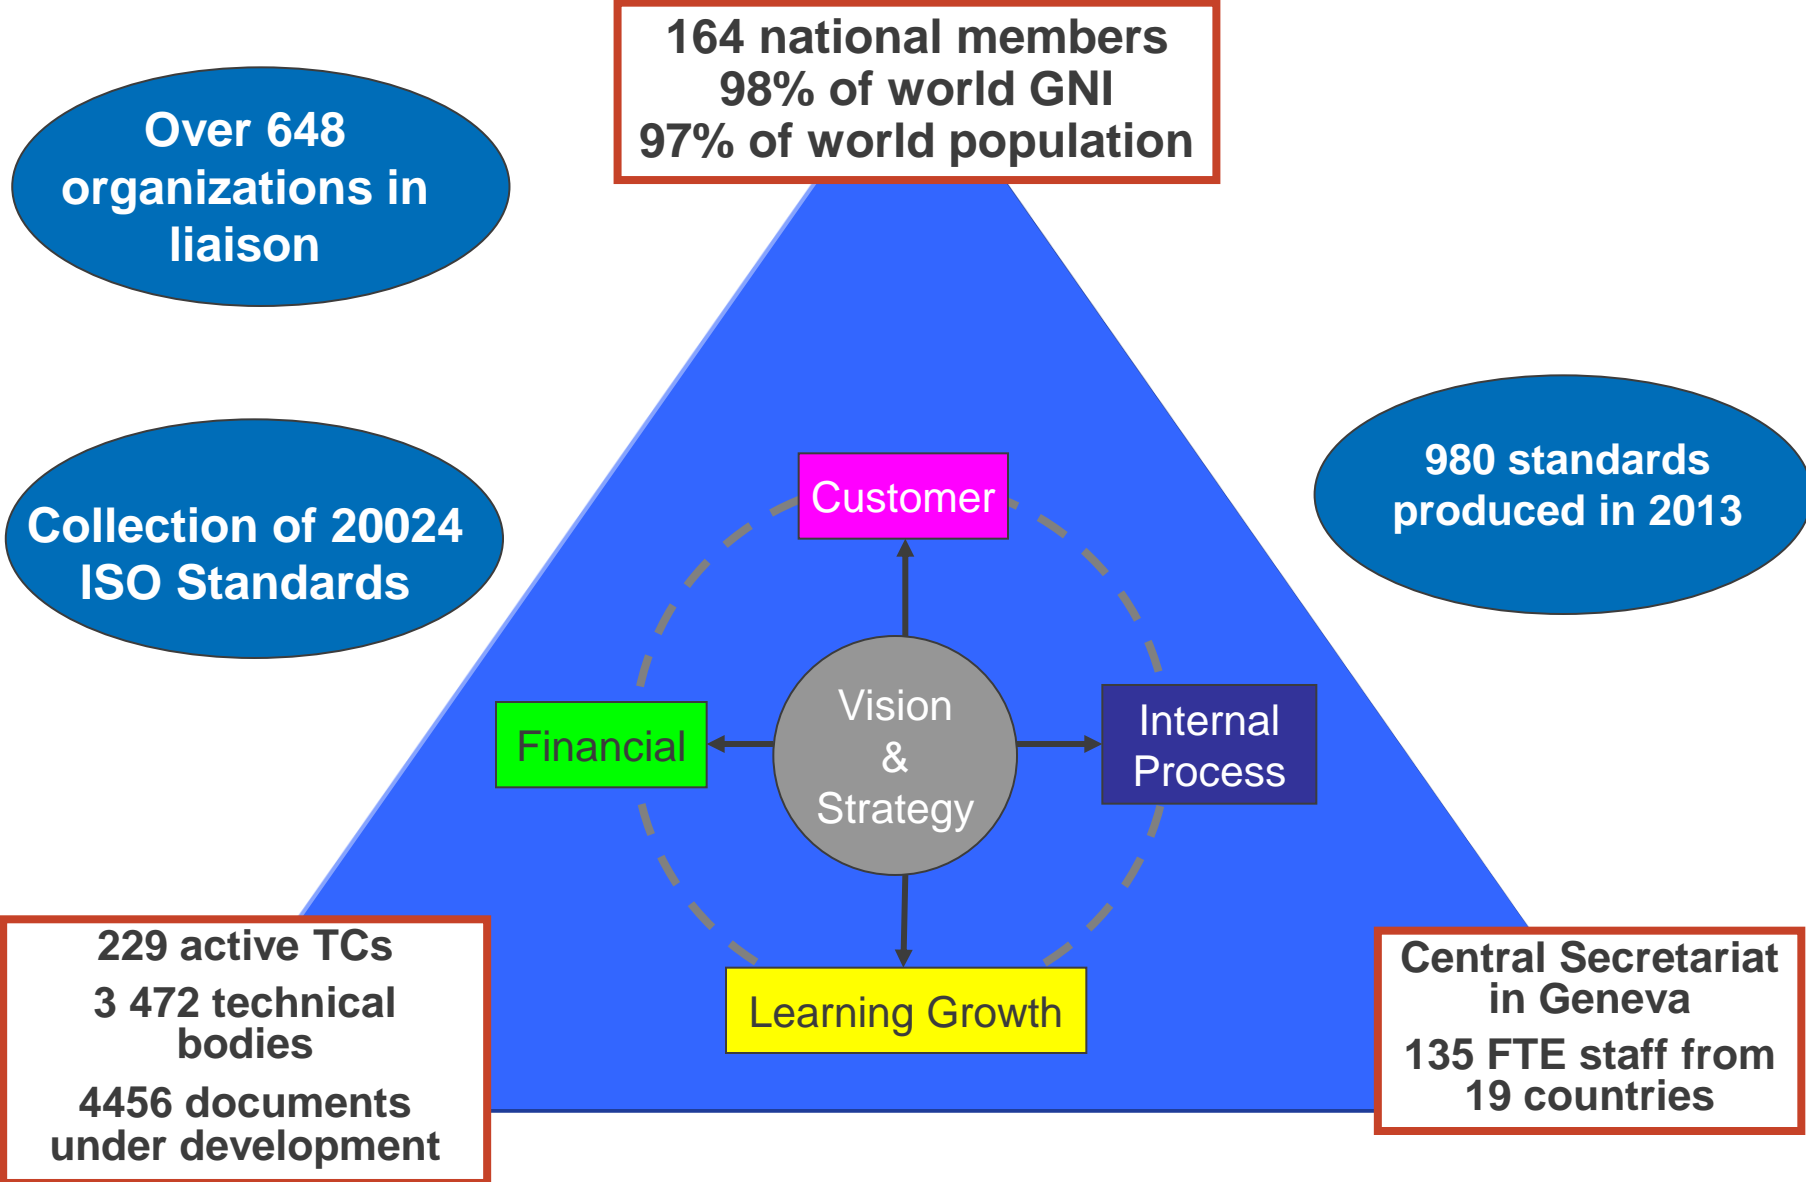 164 national members
98% of world GNI
97% of world population
Over 648
organizations in
liaison
Collection of 20024
ISO Standards
980 standards
produced in 2013
Customer
Vision
&
Strategy
Financial
Internal
Process
Learning Growth
229 active TCs
3 472 technical
bodies
4456 documents
under development
Central Secretariat
in Geneva
135 FTE staff from
19 countries